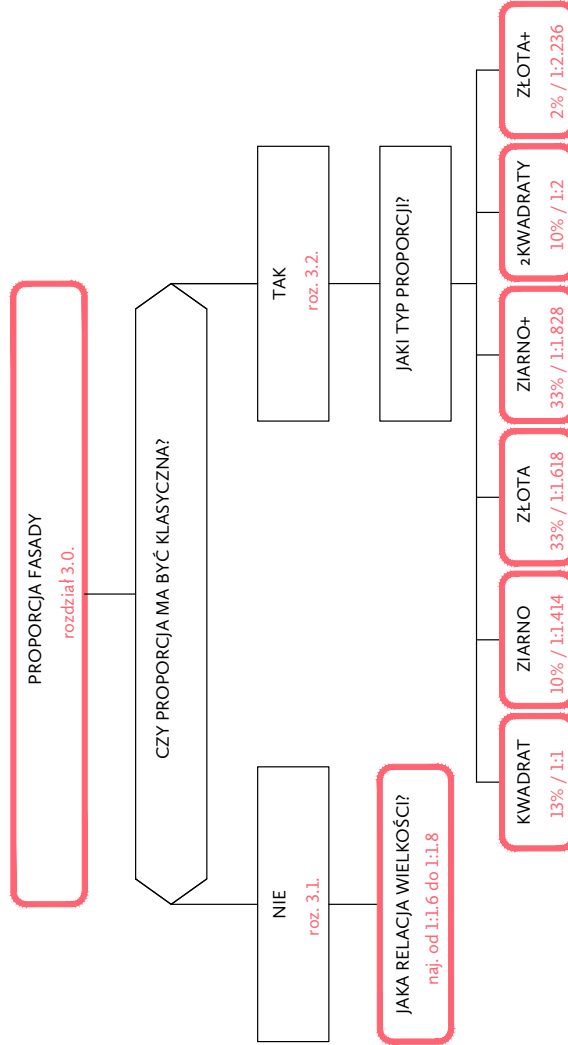 PROPORCJA FASADY
rozdział 3.0.
CZY PROPORCJA MA BYĆ KLASYCZNA?
NIE
roz. 3.1.
TAK
roz. 3.2.
JAKA RELACJA WIELKOŚCI?
naj. od 1:1.6 do 1:1.8
JAKI TYP PROPORCJI?
KWADRAT
13% / 1:1
ZIARNO
10% / 1:1.414
ZŁOTA
33% / 1:1.618
ZIARNO+
33% / 1:1.828
2KWADRATY
10% / 1:2
ZŁOTA+
2% / 1:2.236